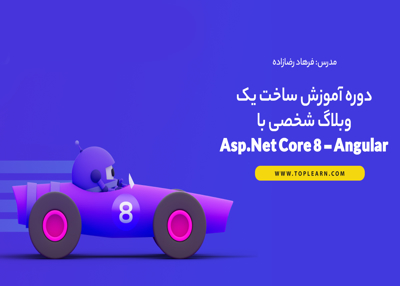 مدرس: فرهاد رضازاده
دوره آموزش ساخت یک
وبلاگ شخصی با
Asp.Net Core 8 - Angular
WWW.TOPLEARN.COM
8